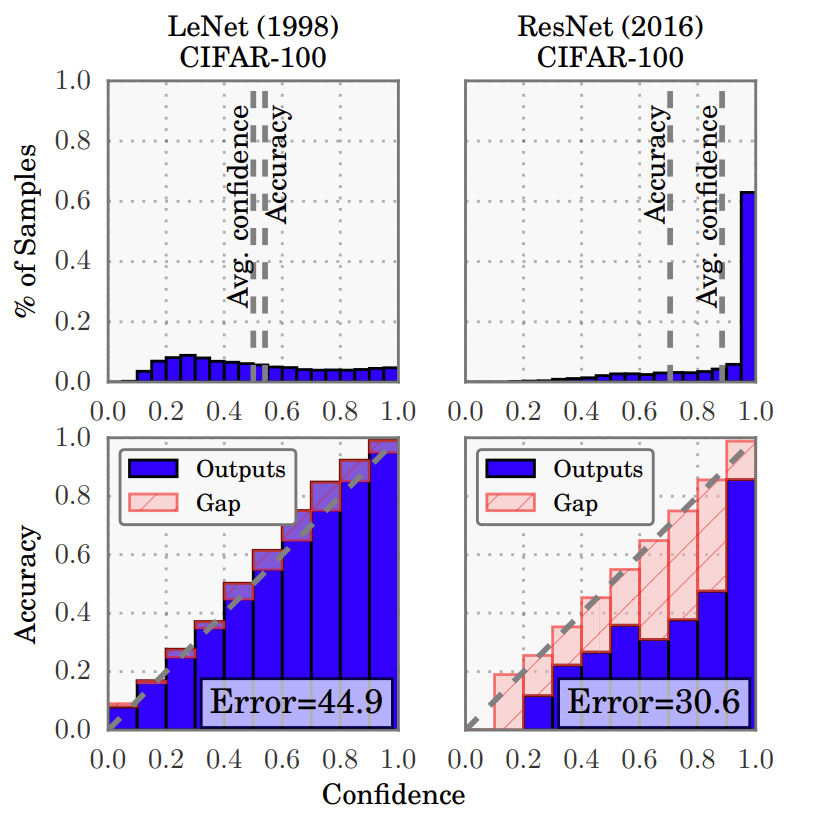 LeNet (1998)
CIFAR-100
ResNet (2016)
CIFAR-100
% of Samples
1.0
0.8
0.6
0.4
0.2
0.0
Avg. confidence
Accuracy
Accuracy
Avg. confidence
0.0 0.2 0.4 0.6 0.8 1.0
0.0 0.2 0.4 0.6 0.8 1.0
Accuracy
1.0
0.8
0.6
0.4
0.2
0.0
Outputs
Gap
Error=44.9
Outputs
Gap
Error=30.6
0.0 0.2 0.4 0.6 0.8 1.0
0.0 0.2 0.4 0.6 0.8 1.0
Confidence